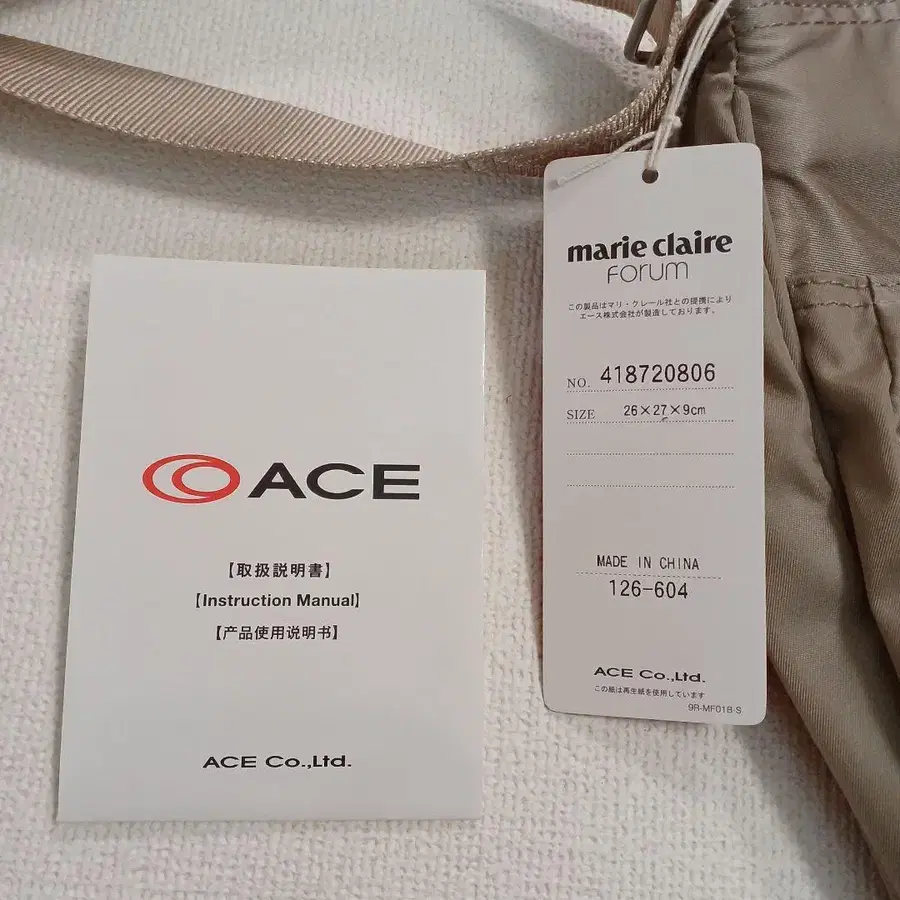 ACE
【取扱説明書】
【Instruction Manual】
【产品使用说明书】
ACE Co.,Ltd.
marie claire
Forum
この製品はマリ・クレール社との提携により
エース株式会社が製造しております。
NO. 418720806
SIZE 26×27×9cm
MADE IN CHINA
126-604
ACE Co.,Ltd.
この紙は再生紙を使用しています
9R-MF01B-S